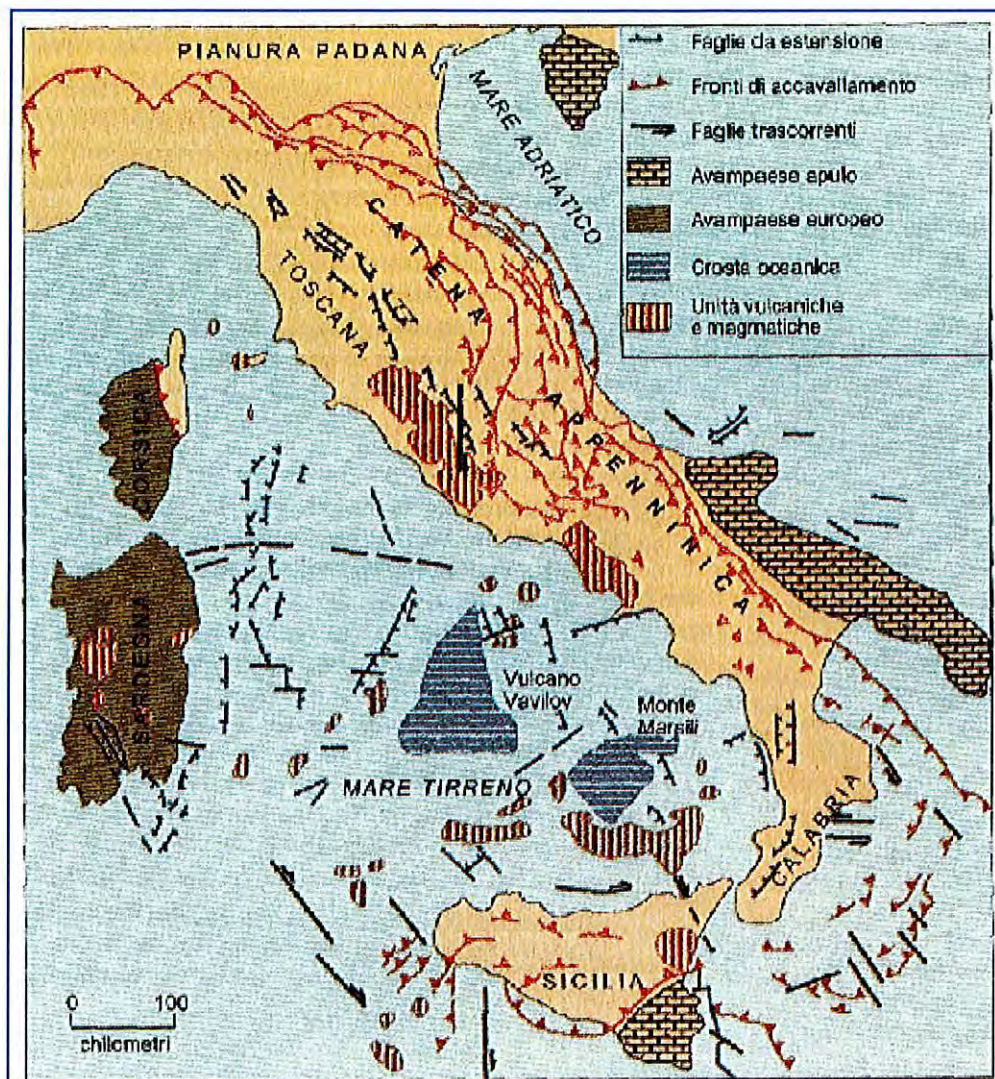 PIANURA PADANA
MARE ADRIATICO
Faglie da estensione
Fronti di accavallamento
Faglie trascorrenti
Avampaese apulo
Avampaese europeo
Crosta oceanica
Unità vulcaniche
e magmatiche
CATENA
TOSCANA
APPENNINICA
CORSICA
SARDEGNA
Vulcano
Vavilov
Monte
Marsili
MARE TIRRENO
CALABRIA
SICILIA
0 100
chilometri